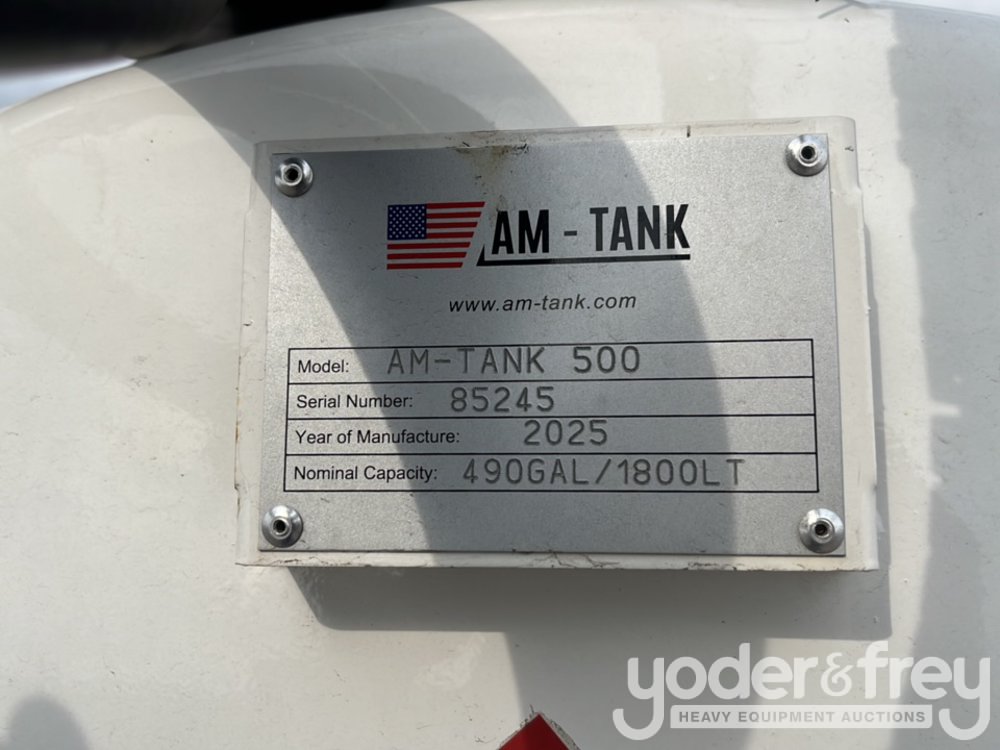 AM - TANK
www.am-tank.com
Model: AM-TANK 500
Serial Number: 85245
Year of Manufacture: 2025
Nominal Capacity: 490GAL/1800LT
yoder&frey
HEAVY EQUIPMENT AUCTIONS